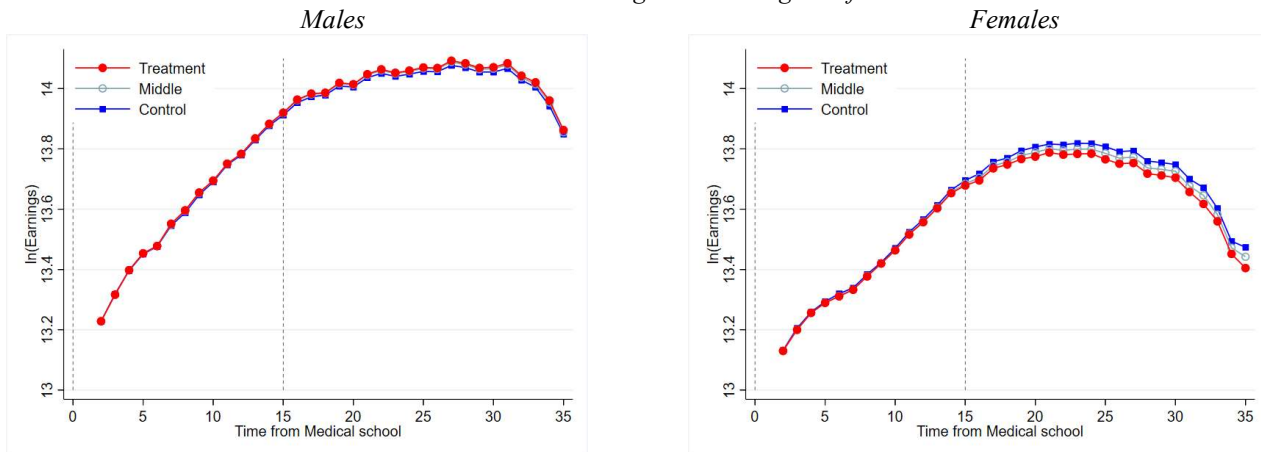 Males
Females
Treatment
Middle
Control
ln(Earnings)
14
13.8
13.6
13.4
13.2
13
0 5 10 15 20 25 30 35
Time from Medical school
Treatment
Middle
Control
ln(Earnings)
14
13.8
13.6
13.4
13.2
13
0 5 10 15 20 25 30 35
Time from Medical school